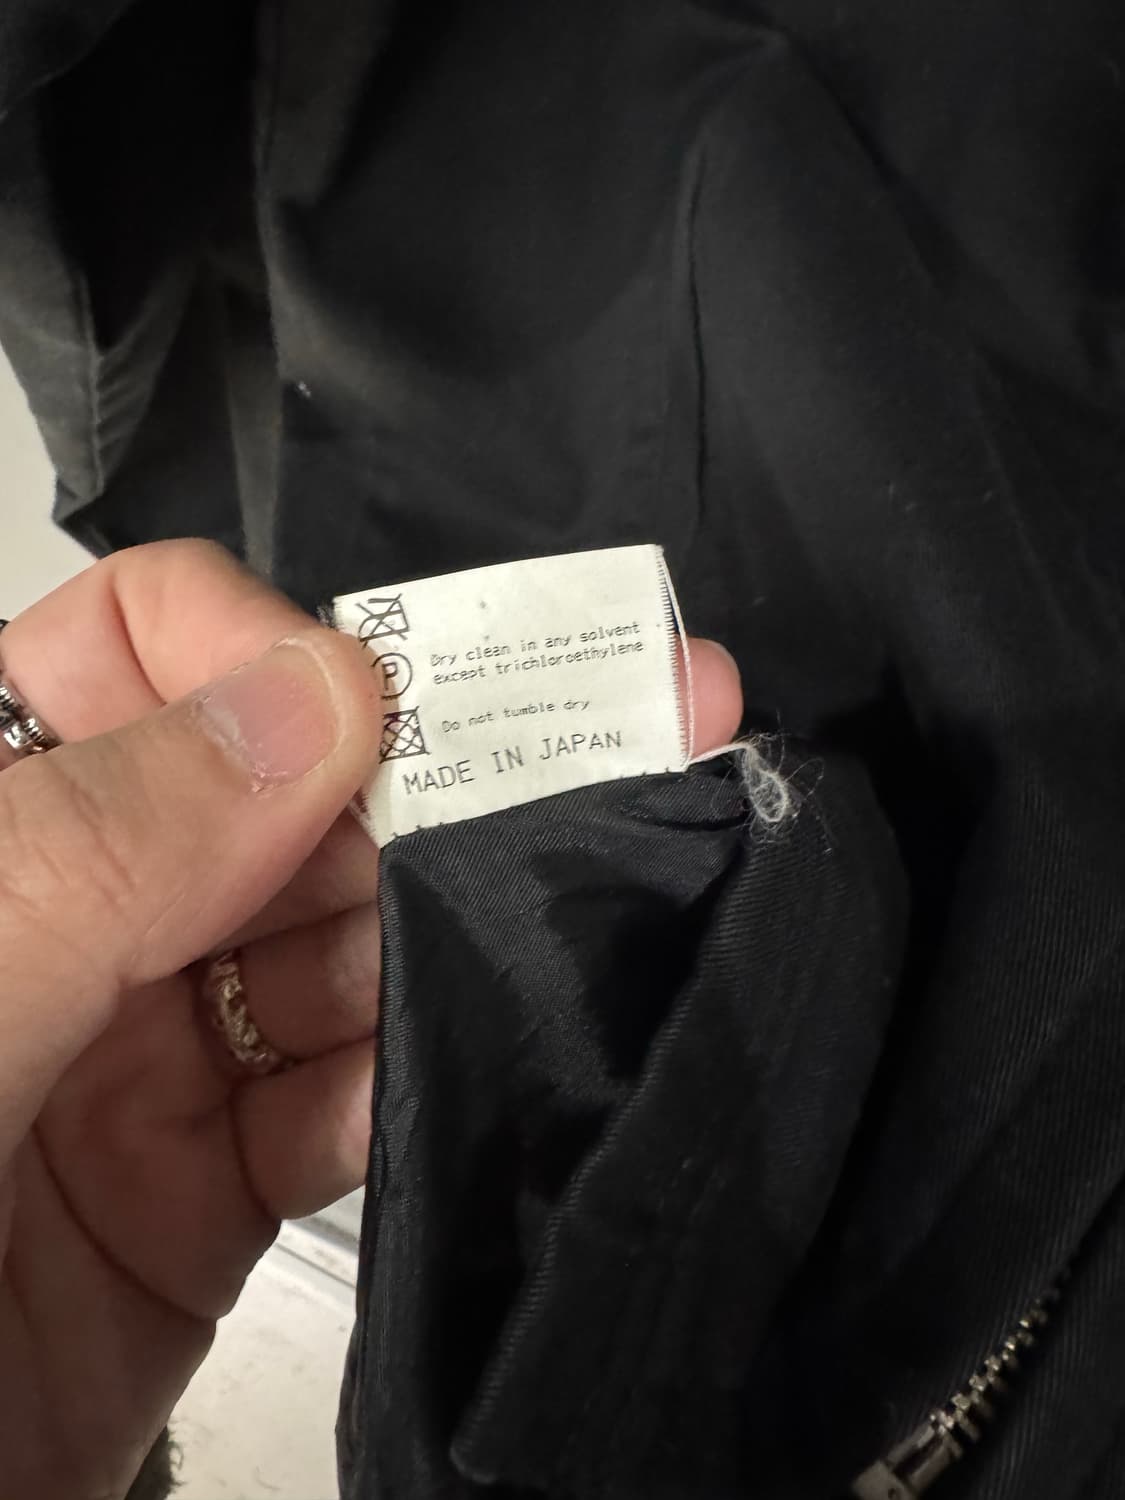 Dry clean in any solvent
except trichloroethylene
P
Do not tumble dry
MADE IN JAPAN